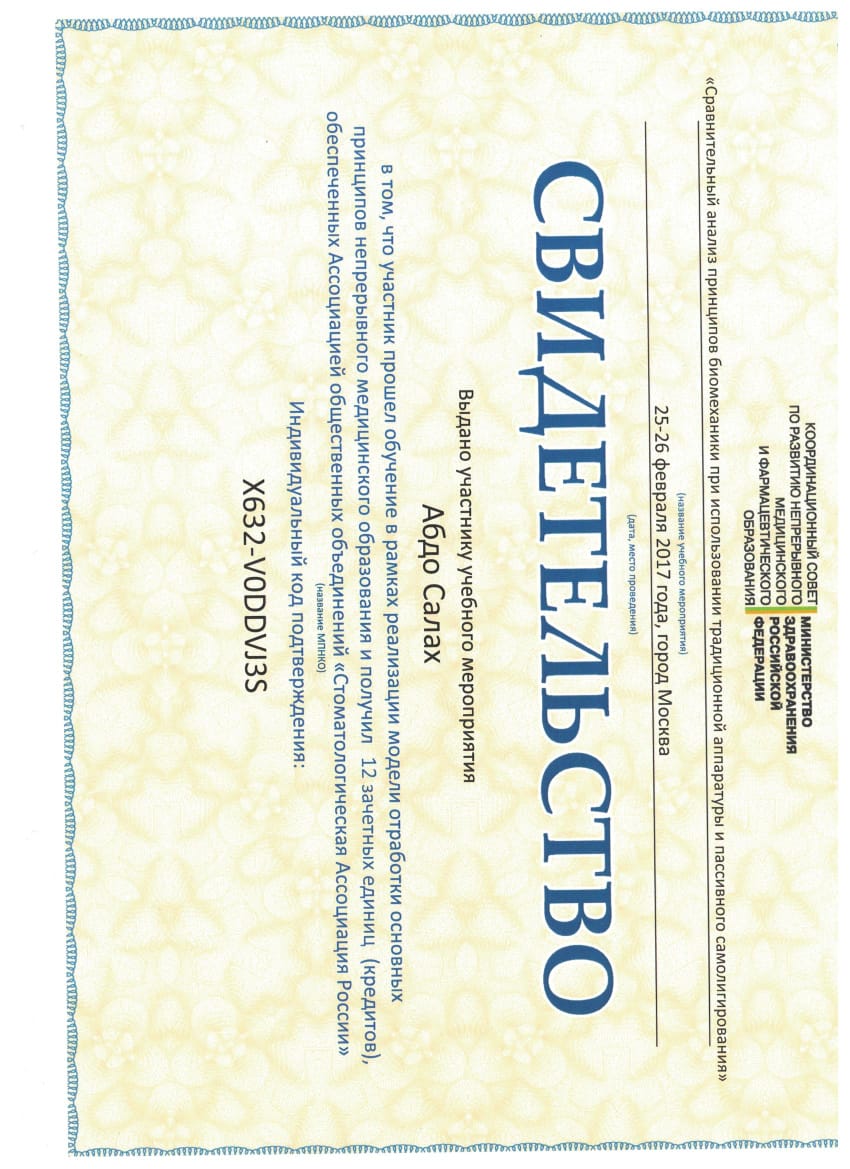 КООРДИНАЦИОННЫЙ СОВЕТ
ПО РАЗВИТИЮ НЕПРЕРЫВНОГО
МЕДИЦИНСКОГО
И ФАРМАЦЕВТИЧЕСКОГО
ОБРАЗОВАНИЯ
МИНИСТЕРСТВО
ЗДРАВООХРАНЕНИЯ
РОССИЙСКОЙ
ФЕДЕРАЦИИ
«Сравнительный анализ принципов биомеханики при использовании традиционной аппаратуры и пассивного самолигирования»
(название учебного мероприятия)
25-26 февраля 2017 года, город Москва
(дата, место проведения)
СВИДЕТЕЛЬСТВО
Выдано участнику учебного мероприятия
Абдо Салах
в том, что участник прошел обучение в рамках реализации модели отработки основных
принципов непрерывного медицинского образования и получил 12 зачетных единиц (кредитов),
обеспеченных Ассоциацией общественных объединений «Стоматологическая Ассоциация России»
(название МПНКО)
Индивидуальный код подтверждения:
X632-V0DDVJ3S